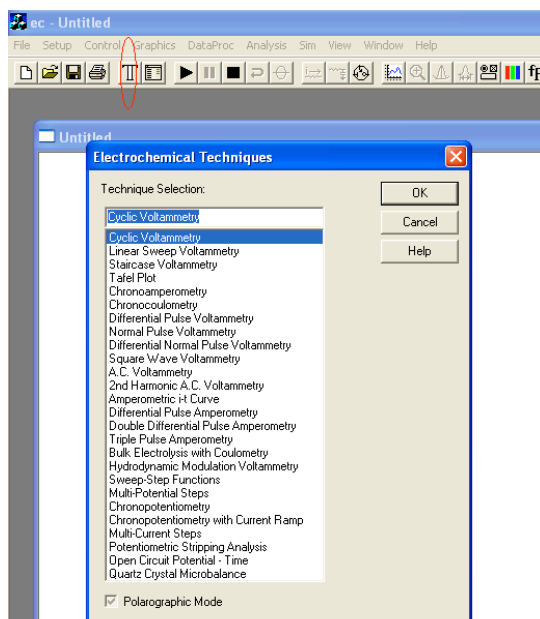 ec - Untitled
File Setup Control Graphics DataProc Analysis Sim View Window Help
T
Untitled
Electrochemical Techniques
Technique Selection:
OK
Cyclic Voltammetry
Cancel
Cyclic Voltammetry
Linear Sweep Voltammetry
Help
Staircase Voltammetry
Tafel Plot
Chronoamperometry
Chronocoulometry
Differential Pulse Voltammetry
Normal Pulse Voltammetry
Differential Normal Pulse Voltammetry
Square Wave Voltammetry
A.C. Voltammetry
2nd Harmonic A.C. Voltammetry
Amperometric i-t Curve
Differential Pulse Amperometry
Double Differential Pulse Amperometry
Triple Pulse Amperometry
Bulk Electrolysis with Coulometry
Hydrodynamic Modulation Voltammetry
Sweep-Step Functions
Multi-Potential Steps
Chronopotentiometry
Chronopotentiometry with Current Ramp
Multi-Current Steps
Potentiometric Stripping Analysis
Open Circuit Potential - Time
Quartz Crystal Microbalance
Polarographic Mode